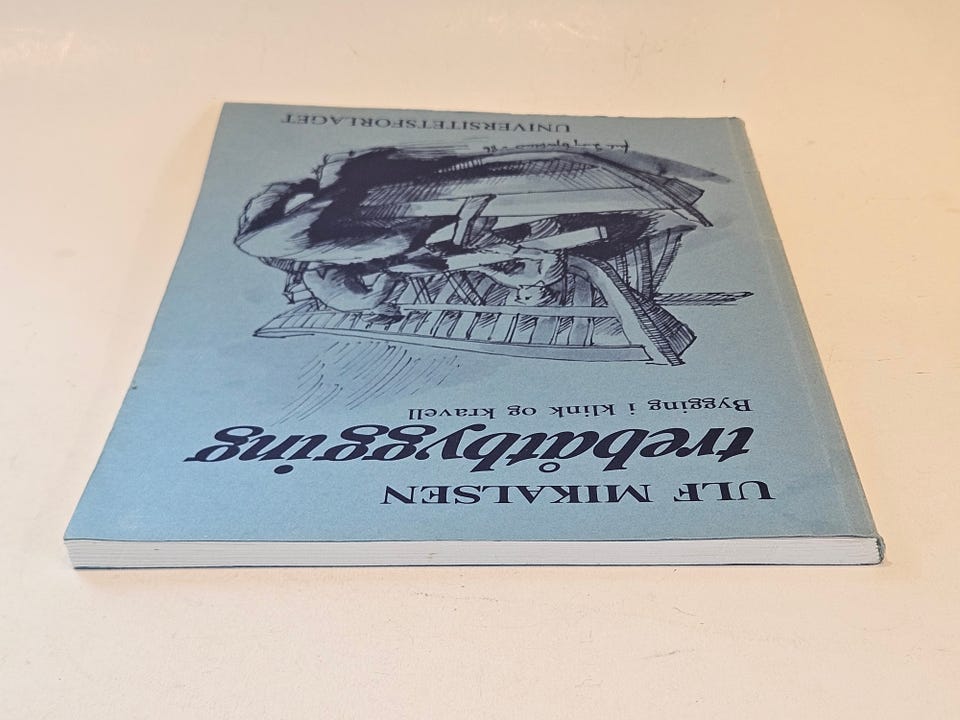 ULF MIKALSEN
trebåtbygging
Bygging i klink og kravell
UNIVERSITETSFORLAGET